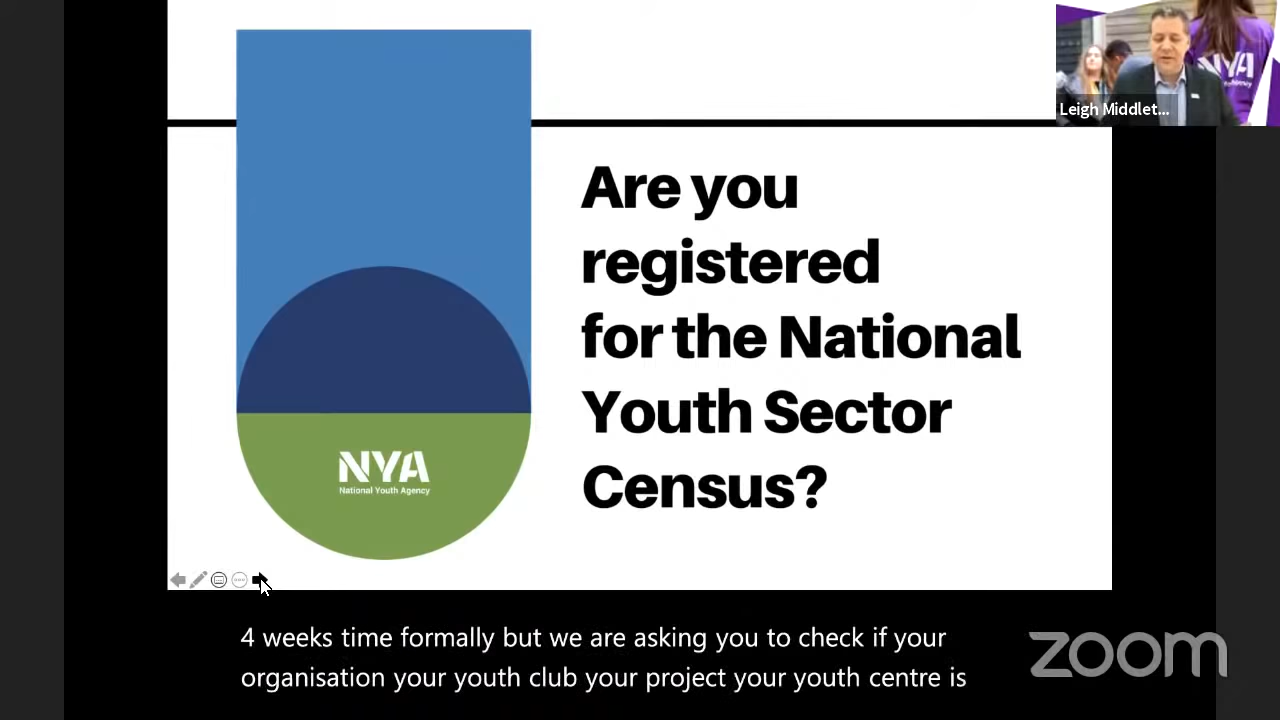 NYA
Leigh Middlet...
Are you
registered
for the National
Youth Sector
Census?
NYA
National Youth Agency
4 weeks time formally but we are asking you to check if your
organisation your youth club your project your youth centre is
zoom